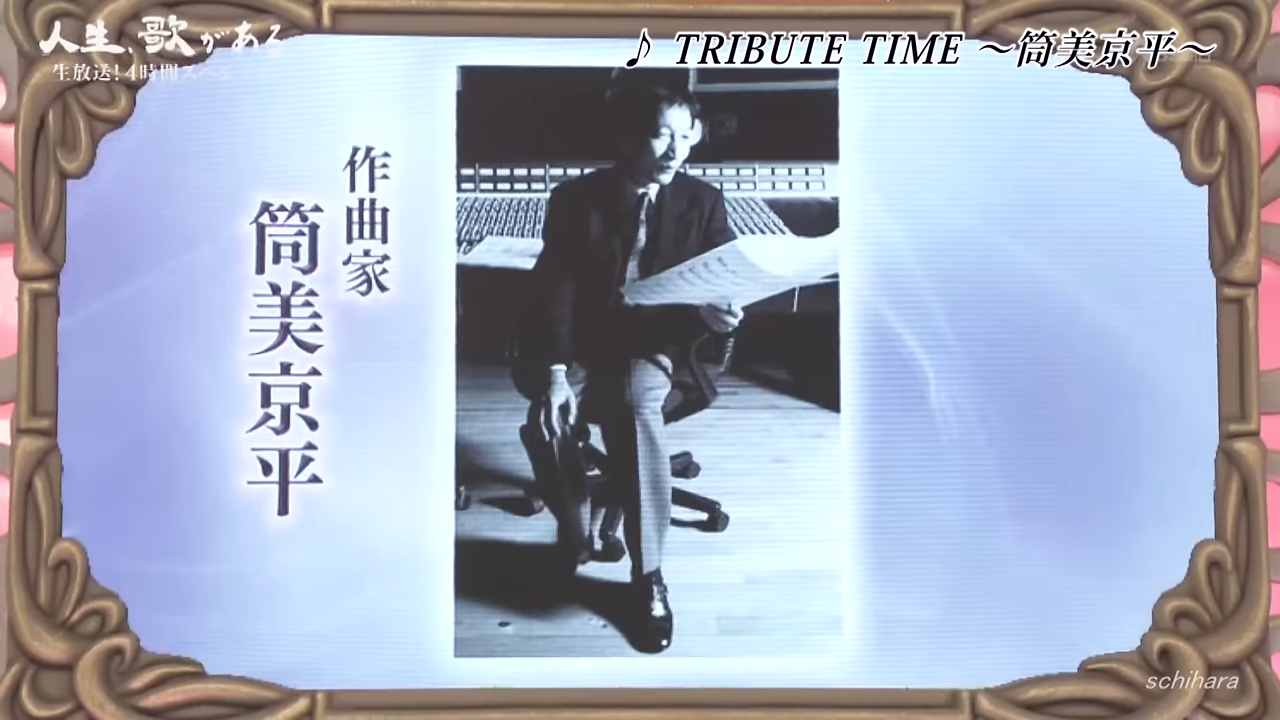 人生、歌がある
生放送!4時間スペ
♪ TRIBUTE TIME ～筒美京平～
作曲家
筒美京平
schihara